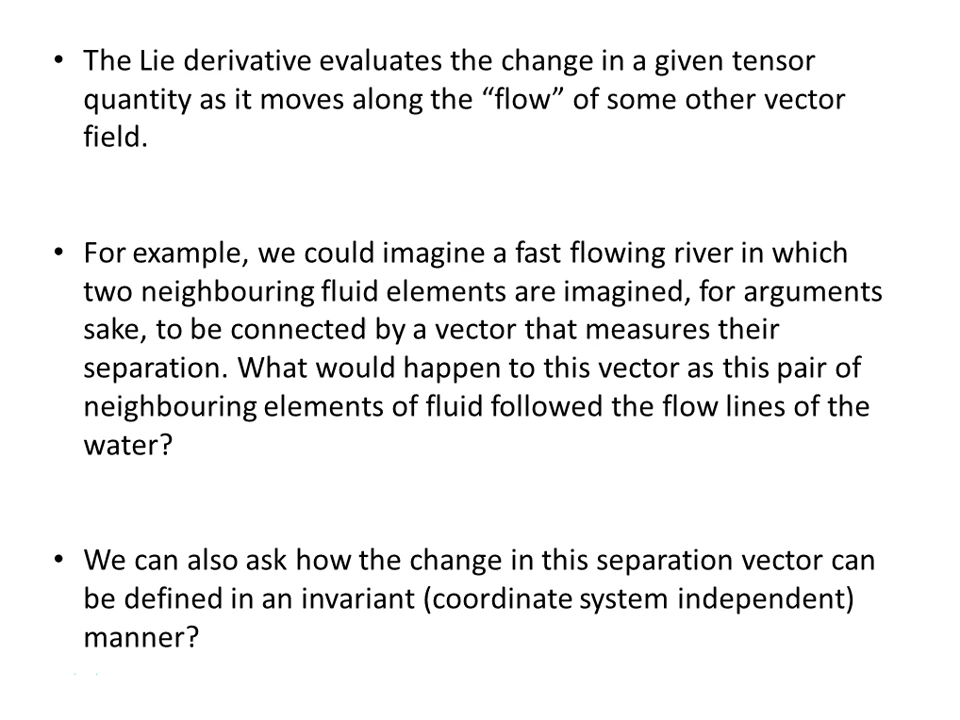 • The Lie derivative evaluates the change in a given tensor
quantity as it moves along the “flow” of some other vector
field.
• For example, we could imagine a fast flowing river in which
two neighbouring fluid elements are imagined, for arguments
sake, to be connected by a vector that measures their
separation. What would happen to this vector as this pair of
neighbouring elements of fluid followed the flow lines of the
water?
• We can also ask how the change in this separation vector can
be defined in an invariant (coordinate system independent)
manner?